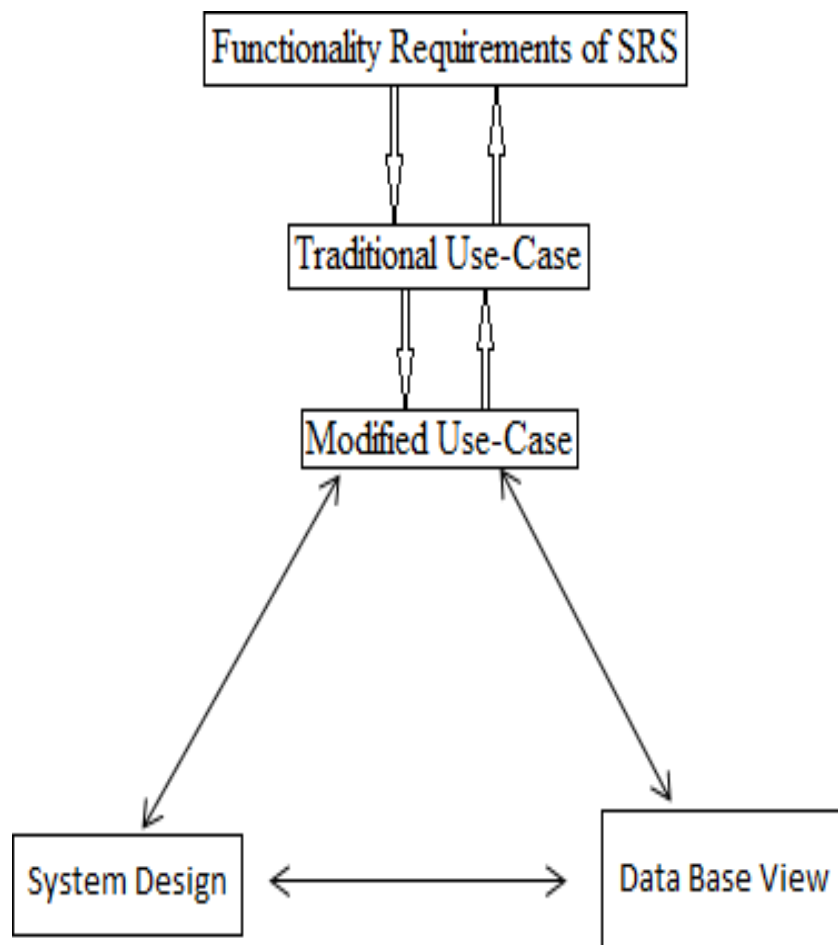 Functionality Requirements of SRS
Traditional Use-Case
Modified Use-Case
System Design
Data Base View